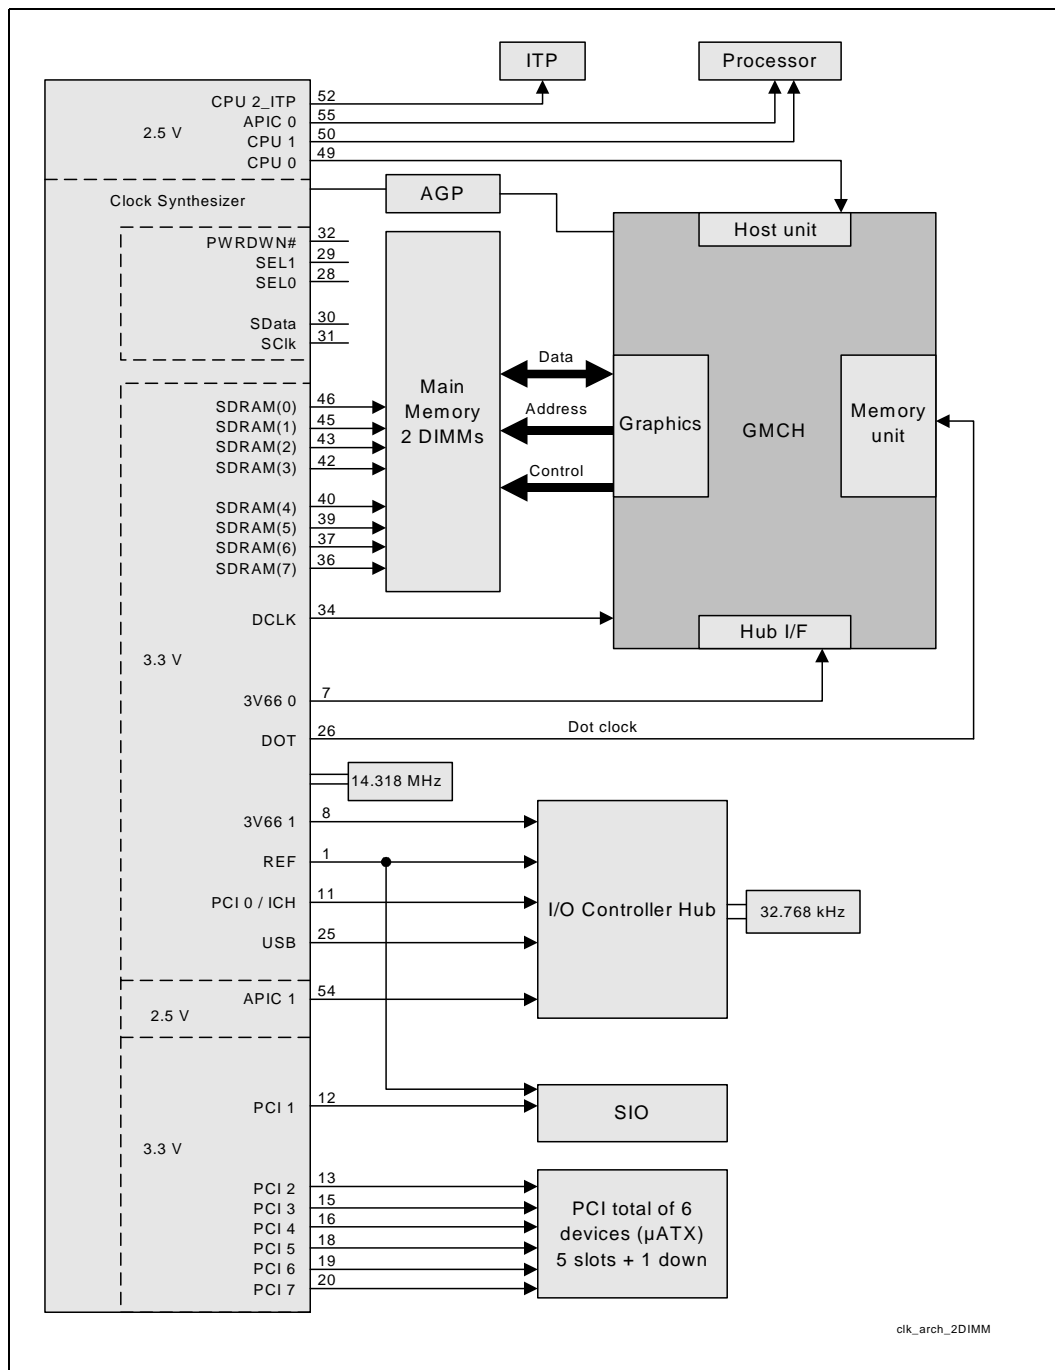 ITP
Processor
CPU 2_ITP 52
APIC 0 55
2.5 V
CPU 1 50
CPU 0 49
Clock Synthesizer
AGP
Host unit
PWRDWN# 32
SEL1 29
SEL0 28
SData 30
SClk 31
Data
Address
Control
Main
Memory
2 DIMMs
Graphics
GMCH
Memory
unit
SDRAM(0) 46
SDRAM(1) 45
SDRAM(2) 43
SDRAM(3) 42
SDRAM(4) 40
SDRAM(5) 39
SDRAM(6) 37
SDRAM(7) 36
DCLK 34
Hub I/F
3.3 V
3V66 0 7
DOT 26
Dot clock
14.318 MHz
3V66 1 8
REF 1
PCI 0 / ICH 11
USB 25
I/O Controller Hub
32.768 kHz
APIC 1 54
2.5 V
PCI 1 12
SIO
3.3 V
PCI 2 13
PCI 3 15
PCI 4 16
PCI 5 18
PCI 6 19
PCI 7 20
PCI total of 6
devices (µATX)
5 slots + 1 down
clk_arch_2DIMM